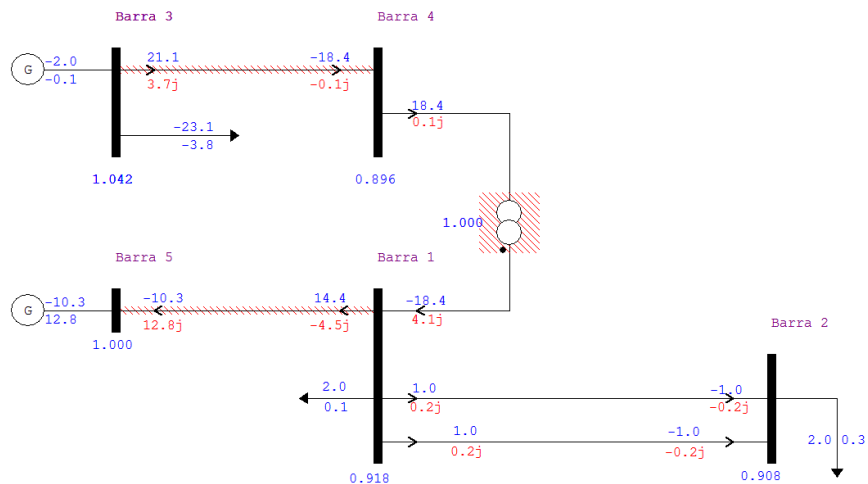 Barra 3
Barra 4
-2.0
21.1
-18.4
G
-0.1
3.7j
-0.1j
18.4
0.1j
-23.1
-3.8
1.042
0.896
1.000
Barra 5
Barra 1
-10.3
-10.3
14.4
-18.4
G
12.8
12.8j
-4.5j
4.1j
Barra 2
1.000
2.0
1.0
-1.0
0.1
0.2j
-0.2j
1.0
-1.0
2.0 0.3
0.2j
-0.2j
0.918
0.908